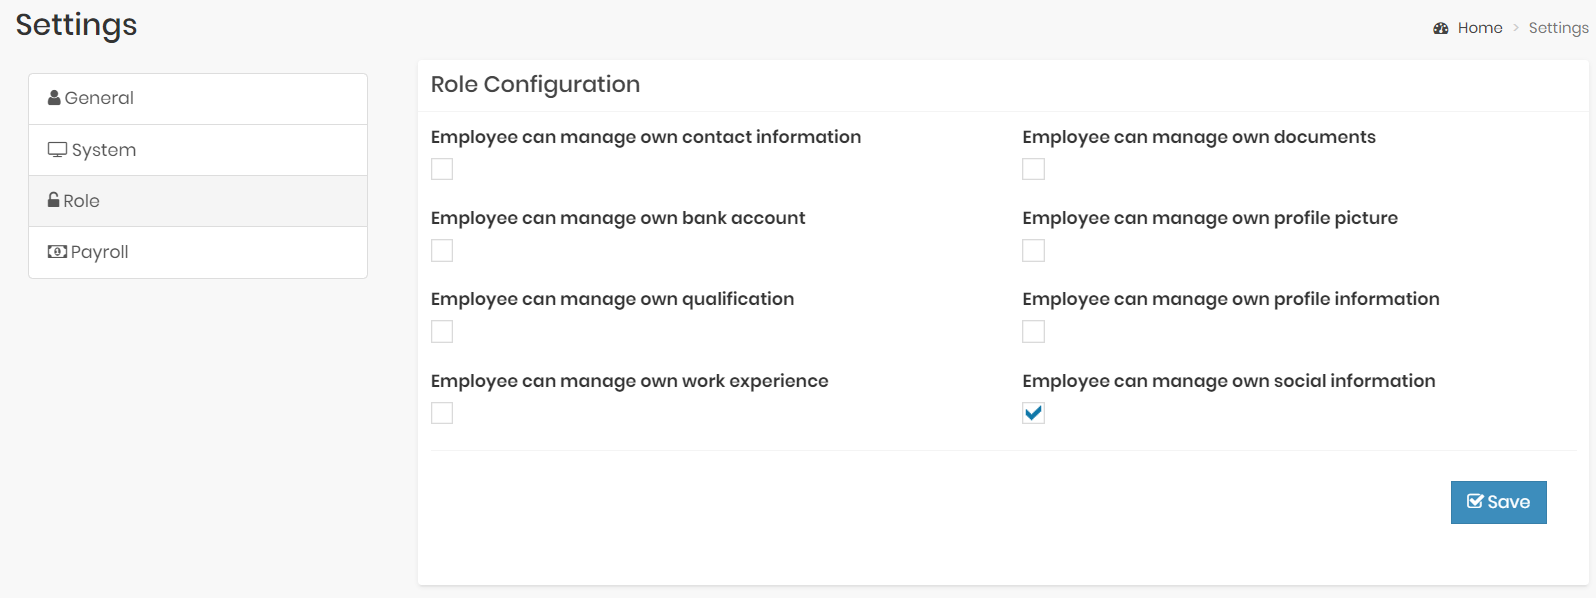 Settings
Home > Settings
General
System
Role
Payroll
Role Configuration
Employee can manage own contact information
Employee can manage own documents
Employee can manage own bank account
Employee can manage own profile picture
Employee can manage own qualification
Employee can manage own profile information
Employee can manage own work experience
Employee can manage own social information
Save